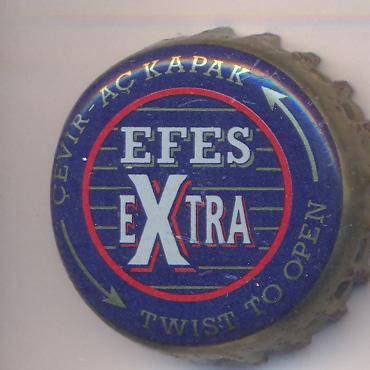 ÇEVİR-AÇ KAPAK
EFES
EXTRA
TWIST TO OPEN